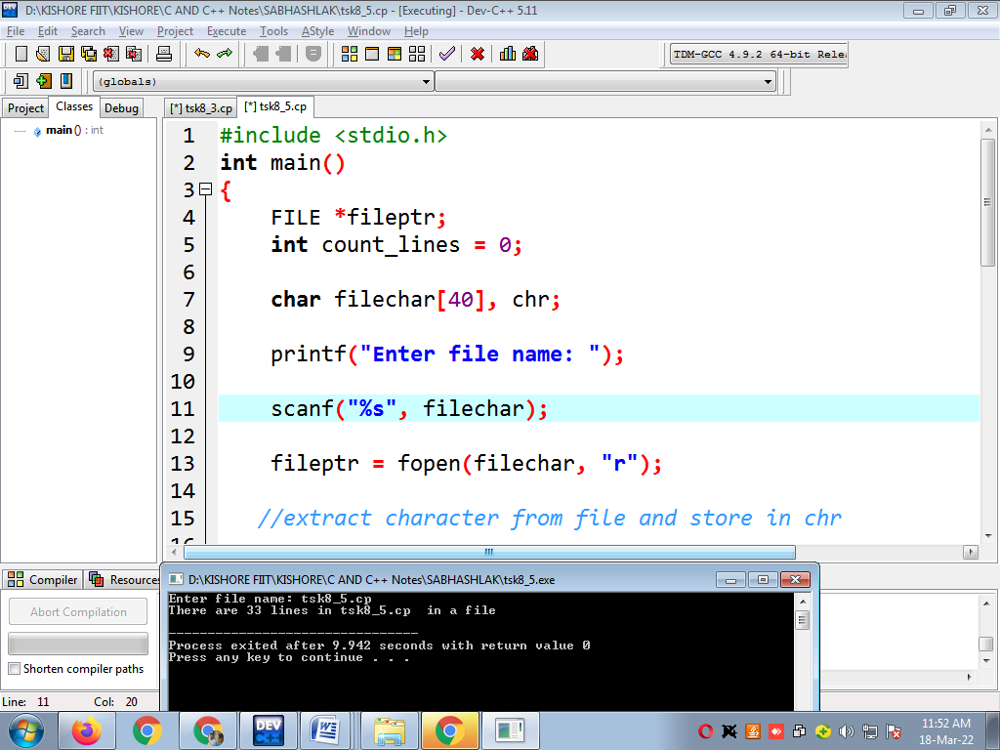 D:\KISHORE FIIT\KISHORE\C AND C++ Notes\SABHASHLAK\tsk8_5.cp - [Executing] - Dev-C++ 5.11
File Edit Search View Project Execute Tools AStyle Window Help
TDM-GCC 4.9.2 64-bit Rele
(globals)
Project Classes Debug [*] tsk8_3.cp [*] tsk8_5.cp
main () : int
1 #include <stdio.h>
2 int main()
3 {
4 FILE *fileptr;
5 int count_lines = 0;
6
7 char filechar[40], chr;
8
9 printf("Enter file name: ");
10
11 scanf("%s", filechar);
12
13 fileptr = fopen(filechar, "r");
14
15 //extract character from file and store in chr
16
Compiler Resources
Abort Compilation
Shorten compiler paths
Line: 11 Col: 20
D:\KISHORE FIIT\KISHORE\C AND C++ Notes\SABHASHLAK\tsk8_5.exe
Enter file name: tsk8_5.cp
There are 33 lines in tsk8_5.cp  in a file
--------------------------------
Process exited after 9.942 seconds with return value 0
Press any key to continue . . .
DEV C++
11:52 AM
18-Mar-22